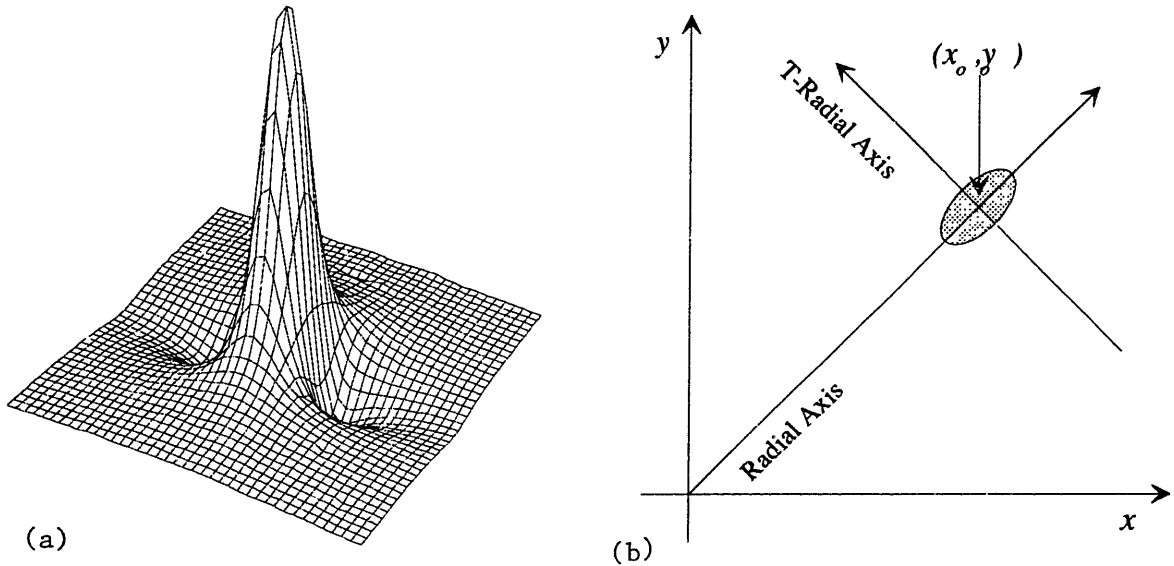 (a)
y
(x_o, y_o)
T-Radial Axis
Radial Axis
x
(b)